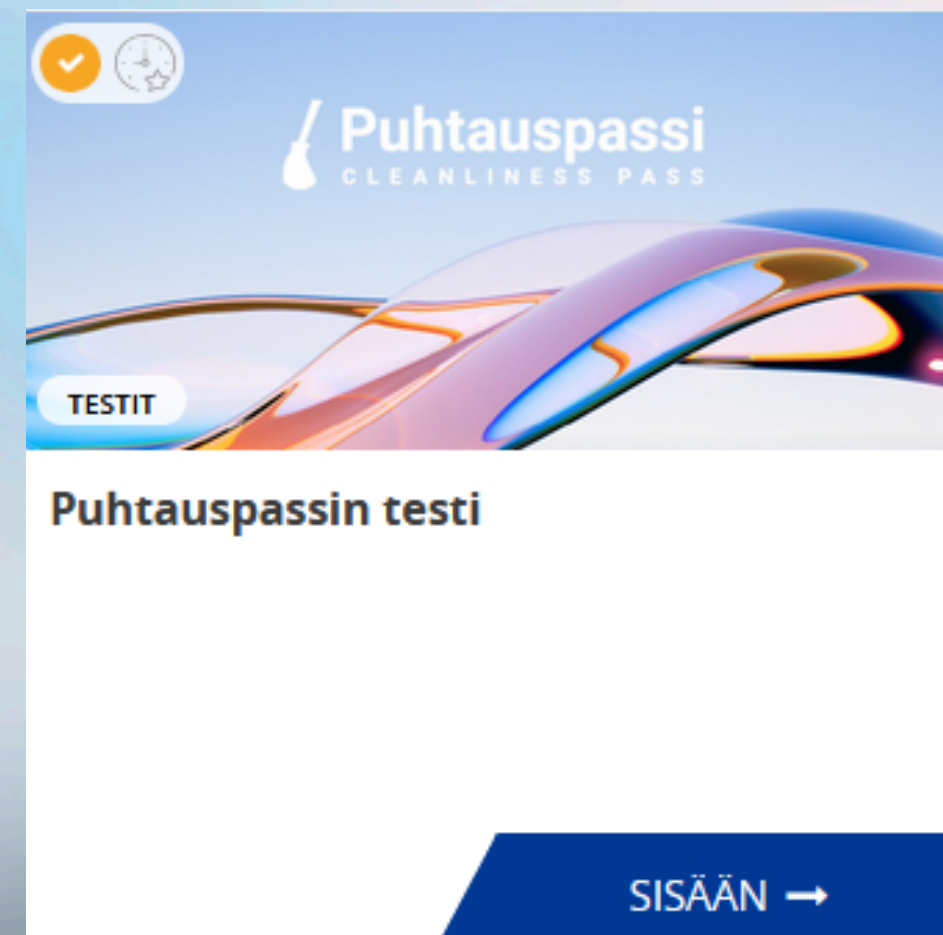 Puhtauspassi
CLEANLINESS PASS
TESTIT
Puhtauspassin testi
SISÄÄN →